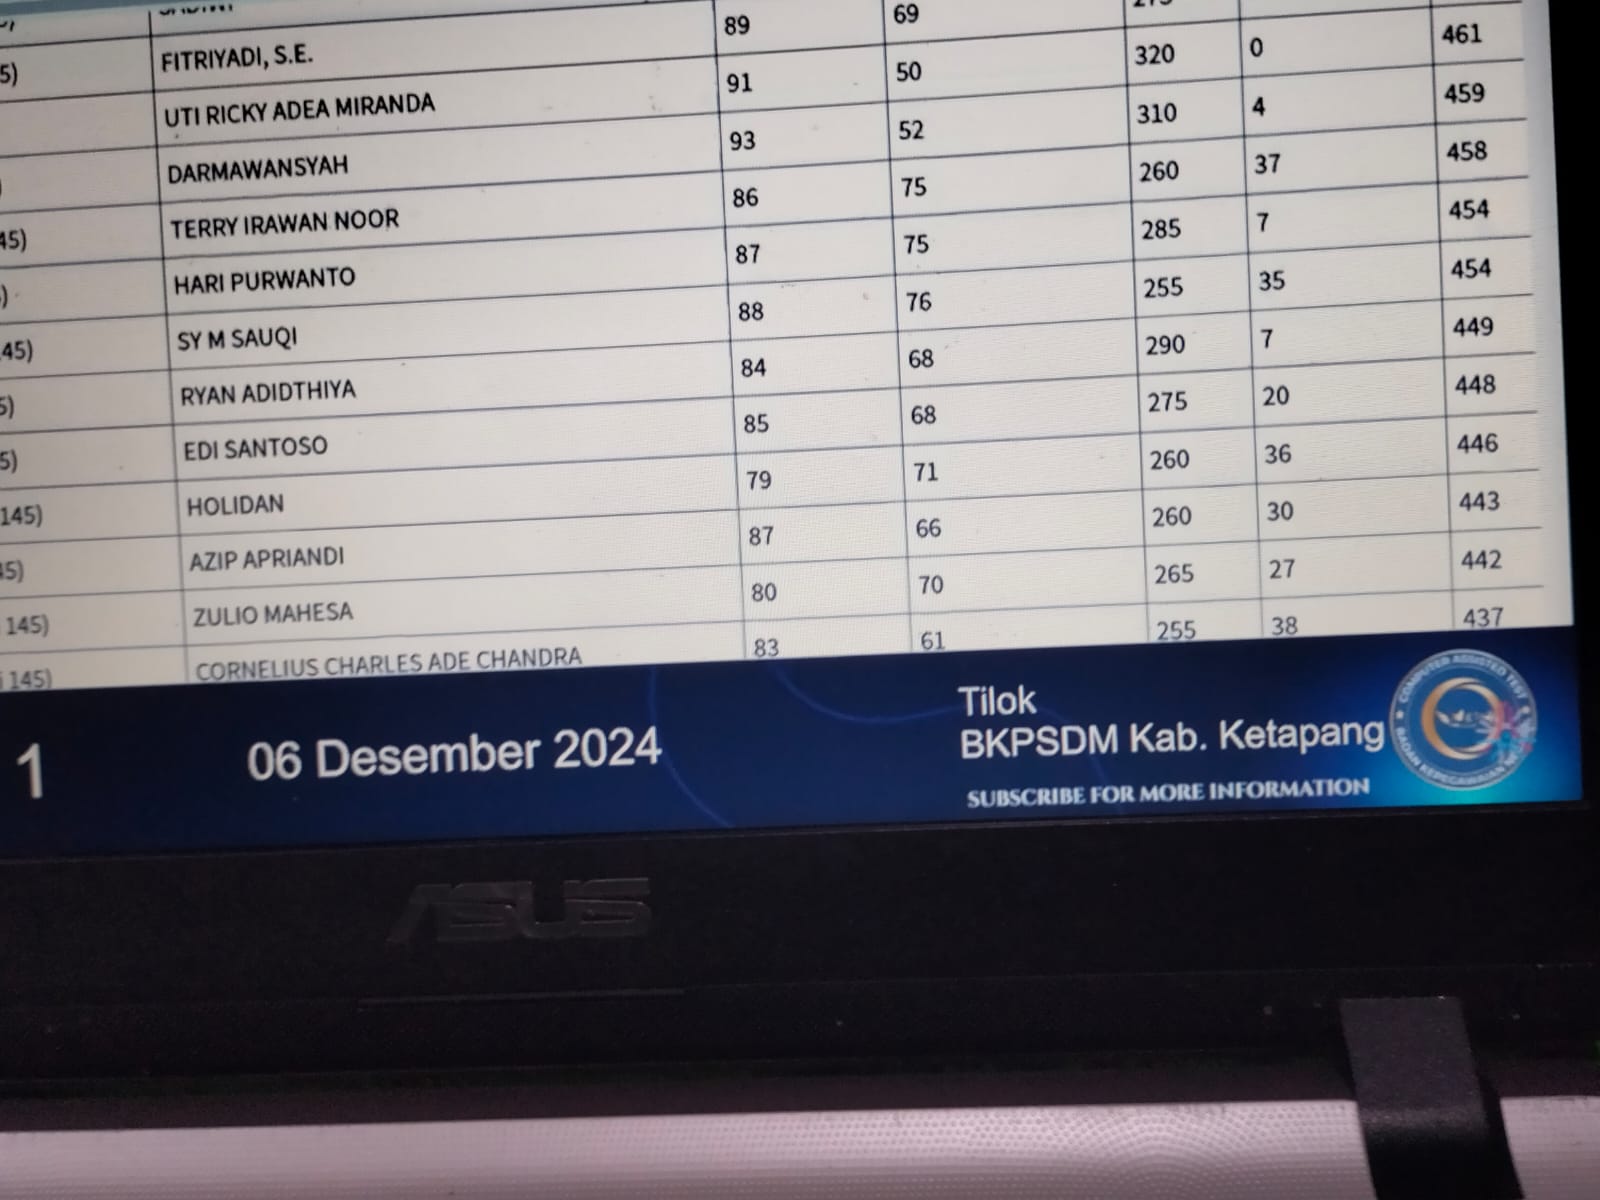 5) FITRIYADI, S.E. 89 69
UTI RICKY ADEA MIRANDA 91 50 320 0 461
) DARMAWANSYAH 93 52 310 4 459
45) TERRY IRAWAN NOOR 86 75 260 37 458
) HARI PURWANTO 87 75 285 7 454
45) SY M SAUQI 88 76 255 35 454
5) RYAN ADIDTHIYA 84 68 290 7 449
5) EDI SANTOSO 85 68 275 20 448
145) HOLIDAN 79 71 260 36 446
45) AZIP APRIANDI 87 66 260 30 443
145) ZULIO MAHESA 80 70 265 27 442
i 145) CORNELIUS CHARLES ADE CHANDRA 83 61 255 38 437
1
06 Desember 2024
Tilok
BKPSDM Kab. Ketapang
SUBSCRIBE FOR MORE INFORMATION
COMPUTER ASSISTED TEST
ASUS